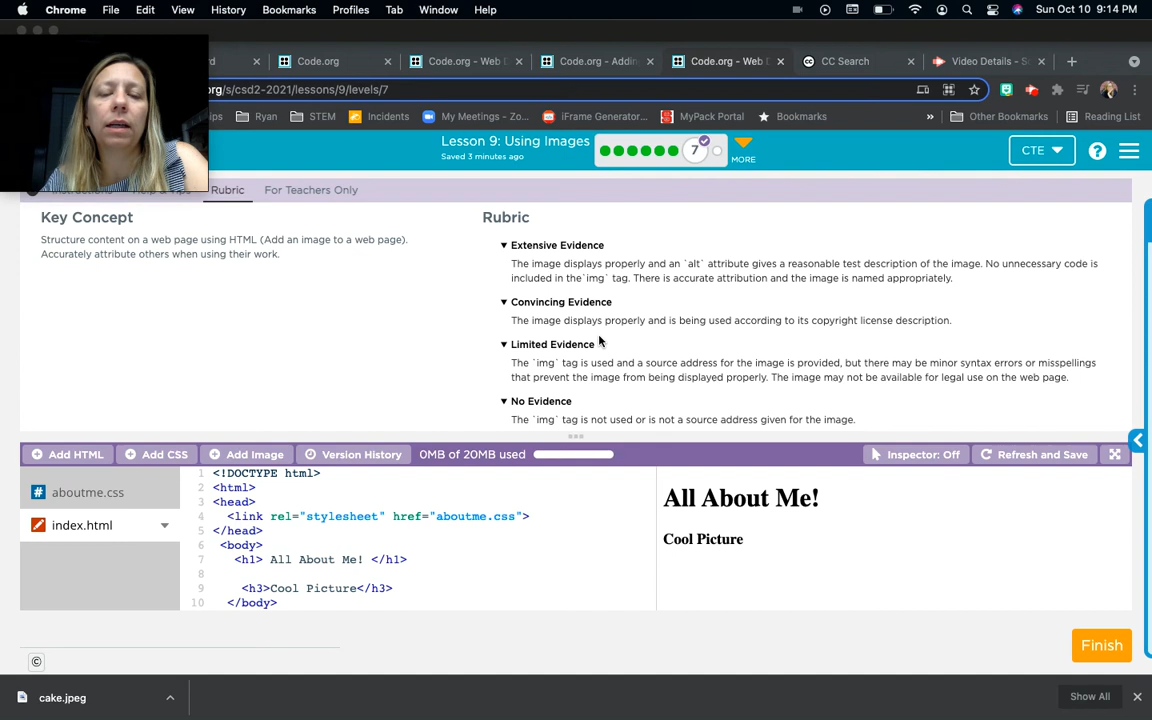 Chrome File Edit View History Bookmarks Profiles Tab Window Help Sun Oct 10 9:14 PM
Code.org Code.org - Web D Code.org - Adding Code.org - Web D CC Search Video Details - Sc
org/s/csd2-2021/lessons/9/levels/7
Ryan STEM Incidents My Meetings - Zo... iFrame Generator... MyPack Portal Bookmarks » Other Bookmarks Reading List
Lesson 9: Using Images
Saved 3 minutes ago
7
MORE
CTE
Rubric For Teachers Only
Key Concept
Structure content on a web page using HTML (Add an image to a web page).
Accurately attribute others when using their work.
Rubric
Extensive Evidence
The image displays properly and an `alt` attribute gives a reasonable test description of the image. No unnecessary code is
included in the`img` tag. There is accurate attribution and the image is named appropriately.
Convincing Evidence
The image displays properly and is being used according to its copyright license description.
Limited Evidence
The `img` tag is used and a source address for the image is provided, but there may be minor syntax errors or misspellings
that prevent the image from being displayed properly. The image may not be available for legal use on the web page.
No Evidence
The `img` tag is not used or is not a source address given for the image.
Add HTML Add CSS Add Image Version History 0MB of 20MB used Inspector: Off Refresh and Save
aboutme.css
index.html
1 <!DOCTYPE html>
2 <html>
3 <head>
4 <link rel="stylesheet" href="aboutme.css">
5 </head>
6 <body>
7 <h1> All About Me! </h1>
8
9 <h3>Cool Picture</h3>
10 </body>
All About Me!
Cool Picture
Finish
©
cake.jpeg
Show All